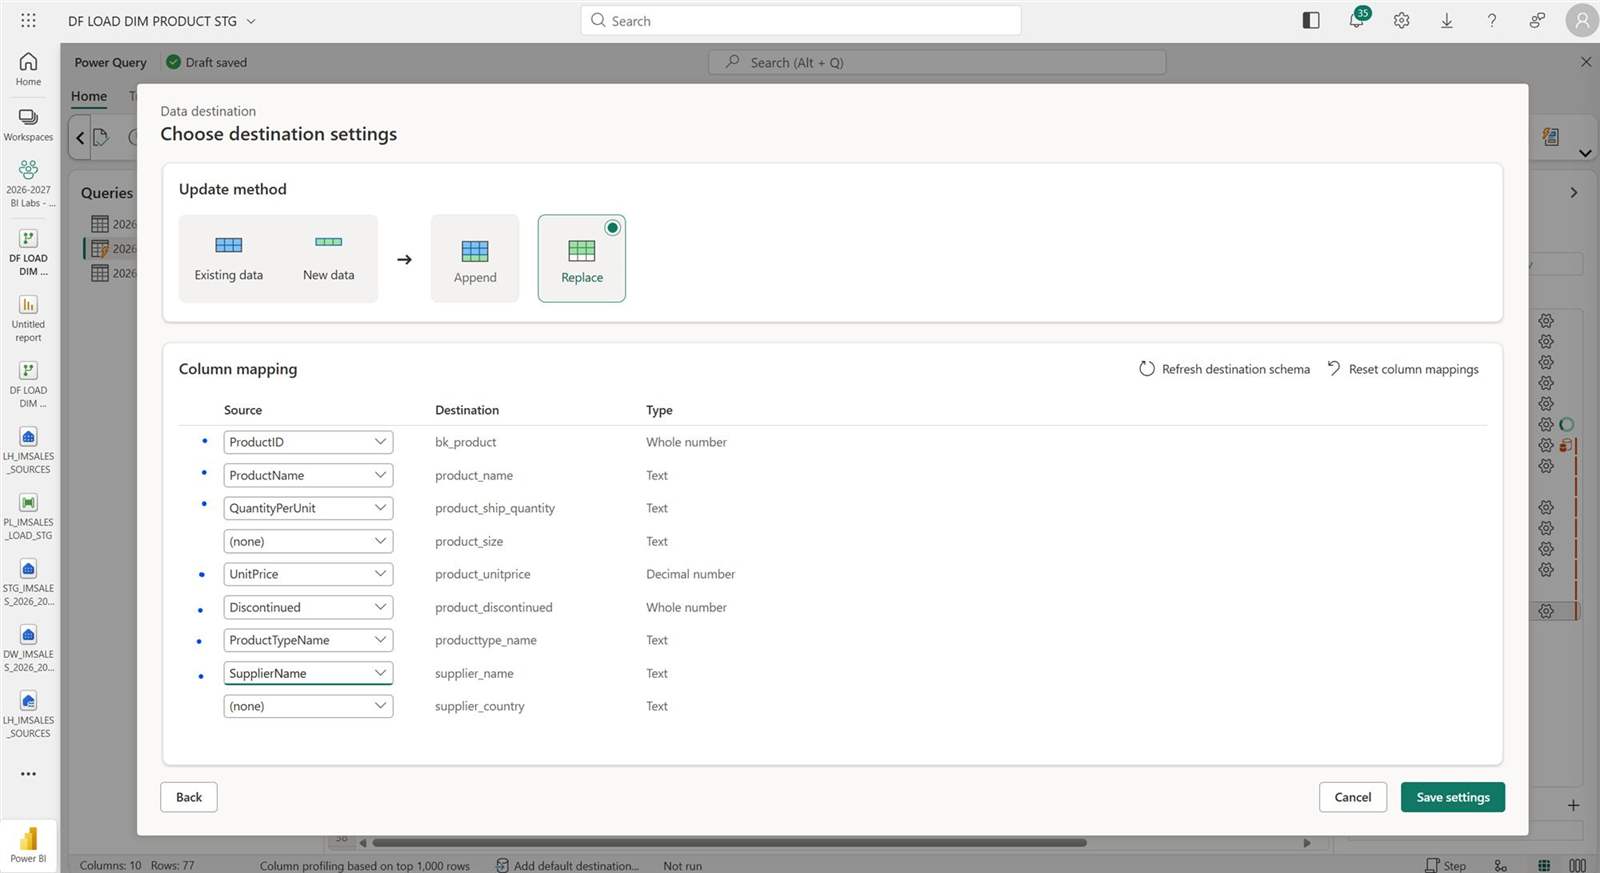 DF LOAD DIM PRODUCT STG
Search
35
Home
Workspaces
2026-2027
BI Labs - ...
DF LOAD
DIM ...
Untitled
report
DF LOAD
DIM ...
LH_IMSALES
_SOURCES
PL_IMSALES
_LOAD_STG
STG_IMSALE
S_2026_20...
DW_IMSALE
S_2026_20...
LH_IMSALES
_SOURCES
Power BI
Power Query
Draft saved
Search (Alt + Q)
Home
Queries
2026
2026
2026
Data destination
Choose destination settings
Update method
Existing data
New data
Append
Replace
Column mapping
Refresh destination schema
Reset column mappings
Source Destination Type
ProductID bk_product Whole number
ProductName product_name Text
QuantityPerUnit product_ship_quantity Text
(none) product_size Text
UnitPrice product_unitprice Decimal number
Discontinued product_discontinued Whole number
ProductTypeName producttype_name Text
SupplierName supplier_name Text
(none) supplier_country Text
Back
Cancel
Save settings
Columns: 10 Rows: 77
Column profiling based on top 1,000 rows
Add default destination...
Not run
Step